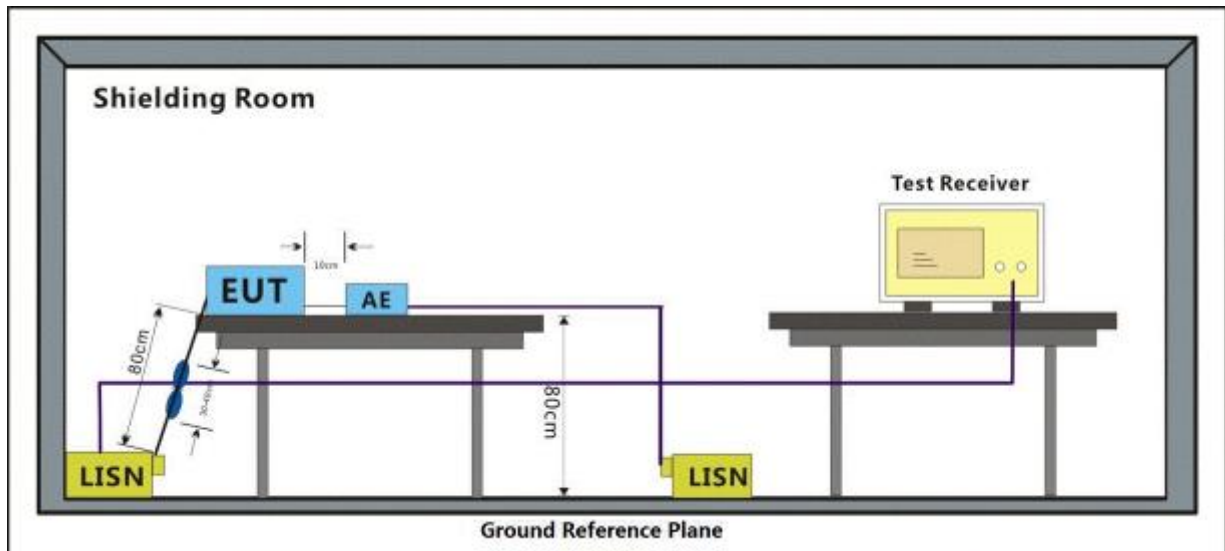 Shielding Room
Test Receiver
10cm
EUT
AE
80cm
80cm
LISN
LISN
Ground Reference Plane